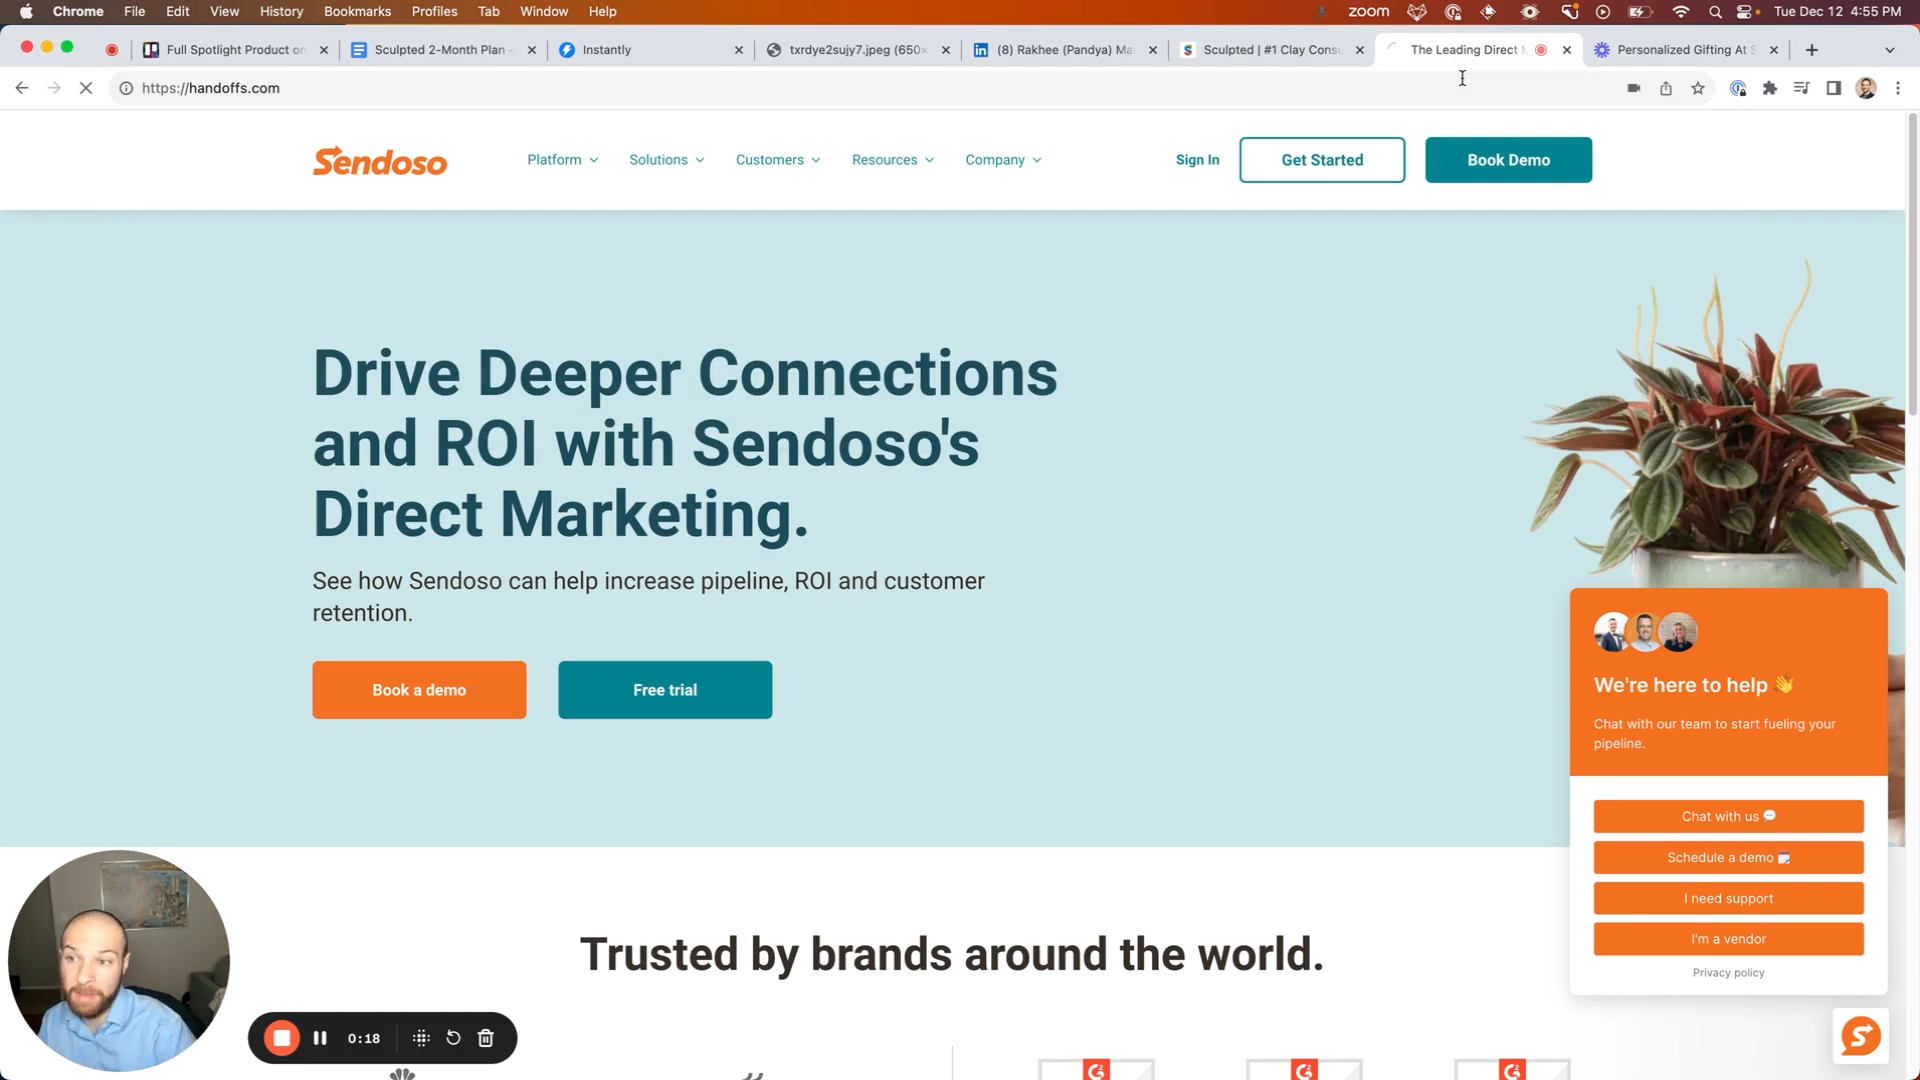 Chrome File Edit View History Bookmarks Profiles Tab Window Help zoom Tue Dec 12 4:55 PM
Full Spotlight Product on Sculpted 2-Month Plan - Instantly txrdye2sujy7.jpeg (650× (8) Rakhee (Pandya) Ma Sculpted | #1 Clay Consu The Leading Direct M Personalized Gifting At S
https://handoffs.com
Sendoso Platform Solutions Customers Resources Company Sign In Get Started Book Demo
Drive Deeper Connections
and ROI with Sendoso's
Direct Marketing.
See how Sendoso can help increase pipeline, ROI and customer
retention.
Book a demo Free trial
We're here to help 👋
Chat with our team to start fueling your
pipeline.
Chat with us 💬
Schedule a demo 🗓️
I need support
I'm a vendor
Privacy policy
Trusted by brands around the world.
0:18